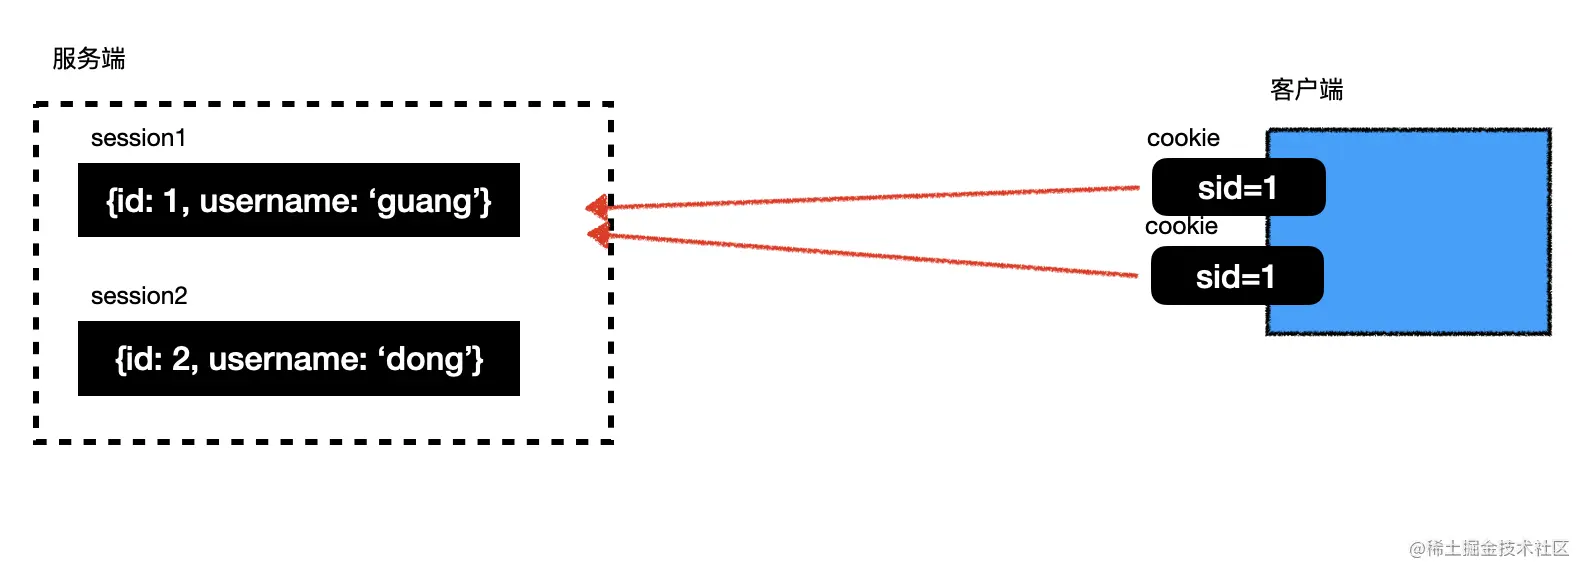 服务端
session1
{id: 1, username: ‘guang’}
session2
{id: 2, username: ‘dong’}
客户端
cookie
sid=1
cookie
sid=1
@稀土掘金技术社区